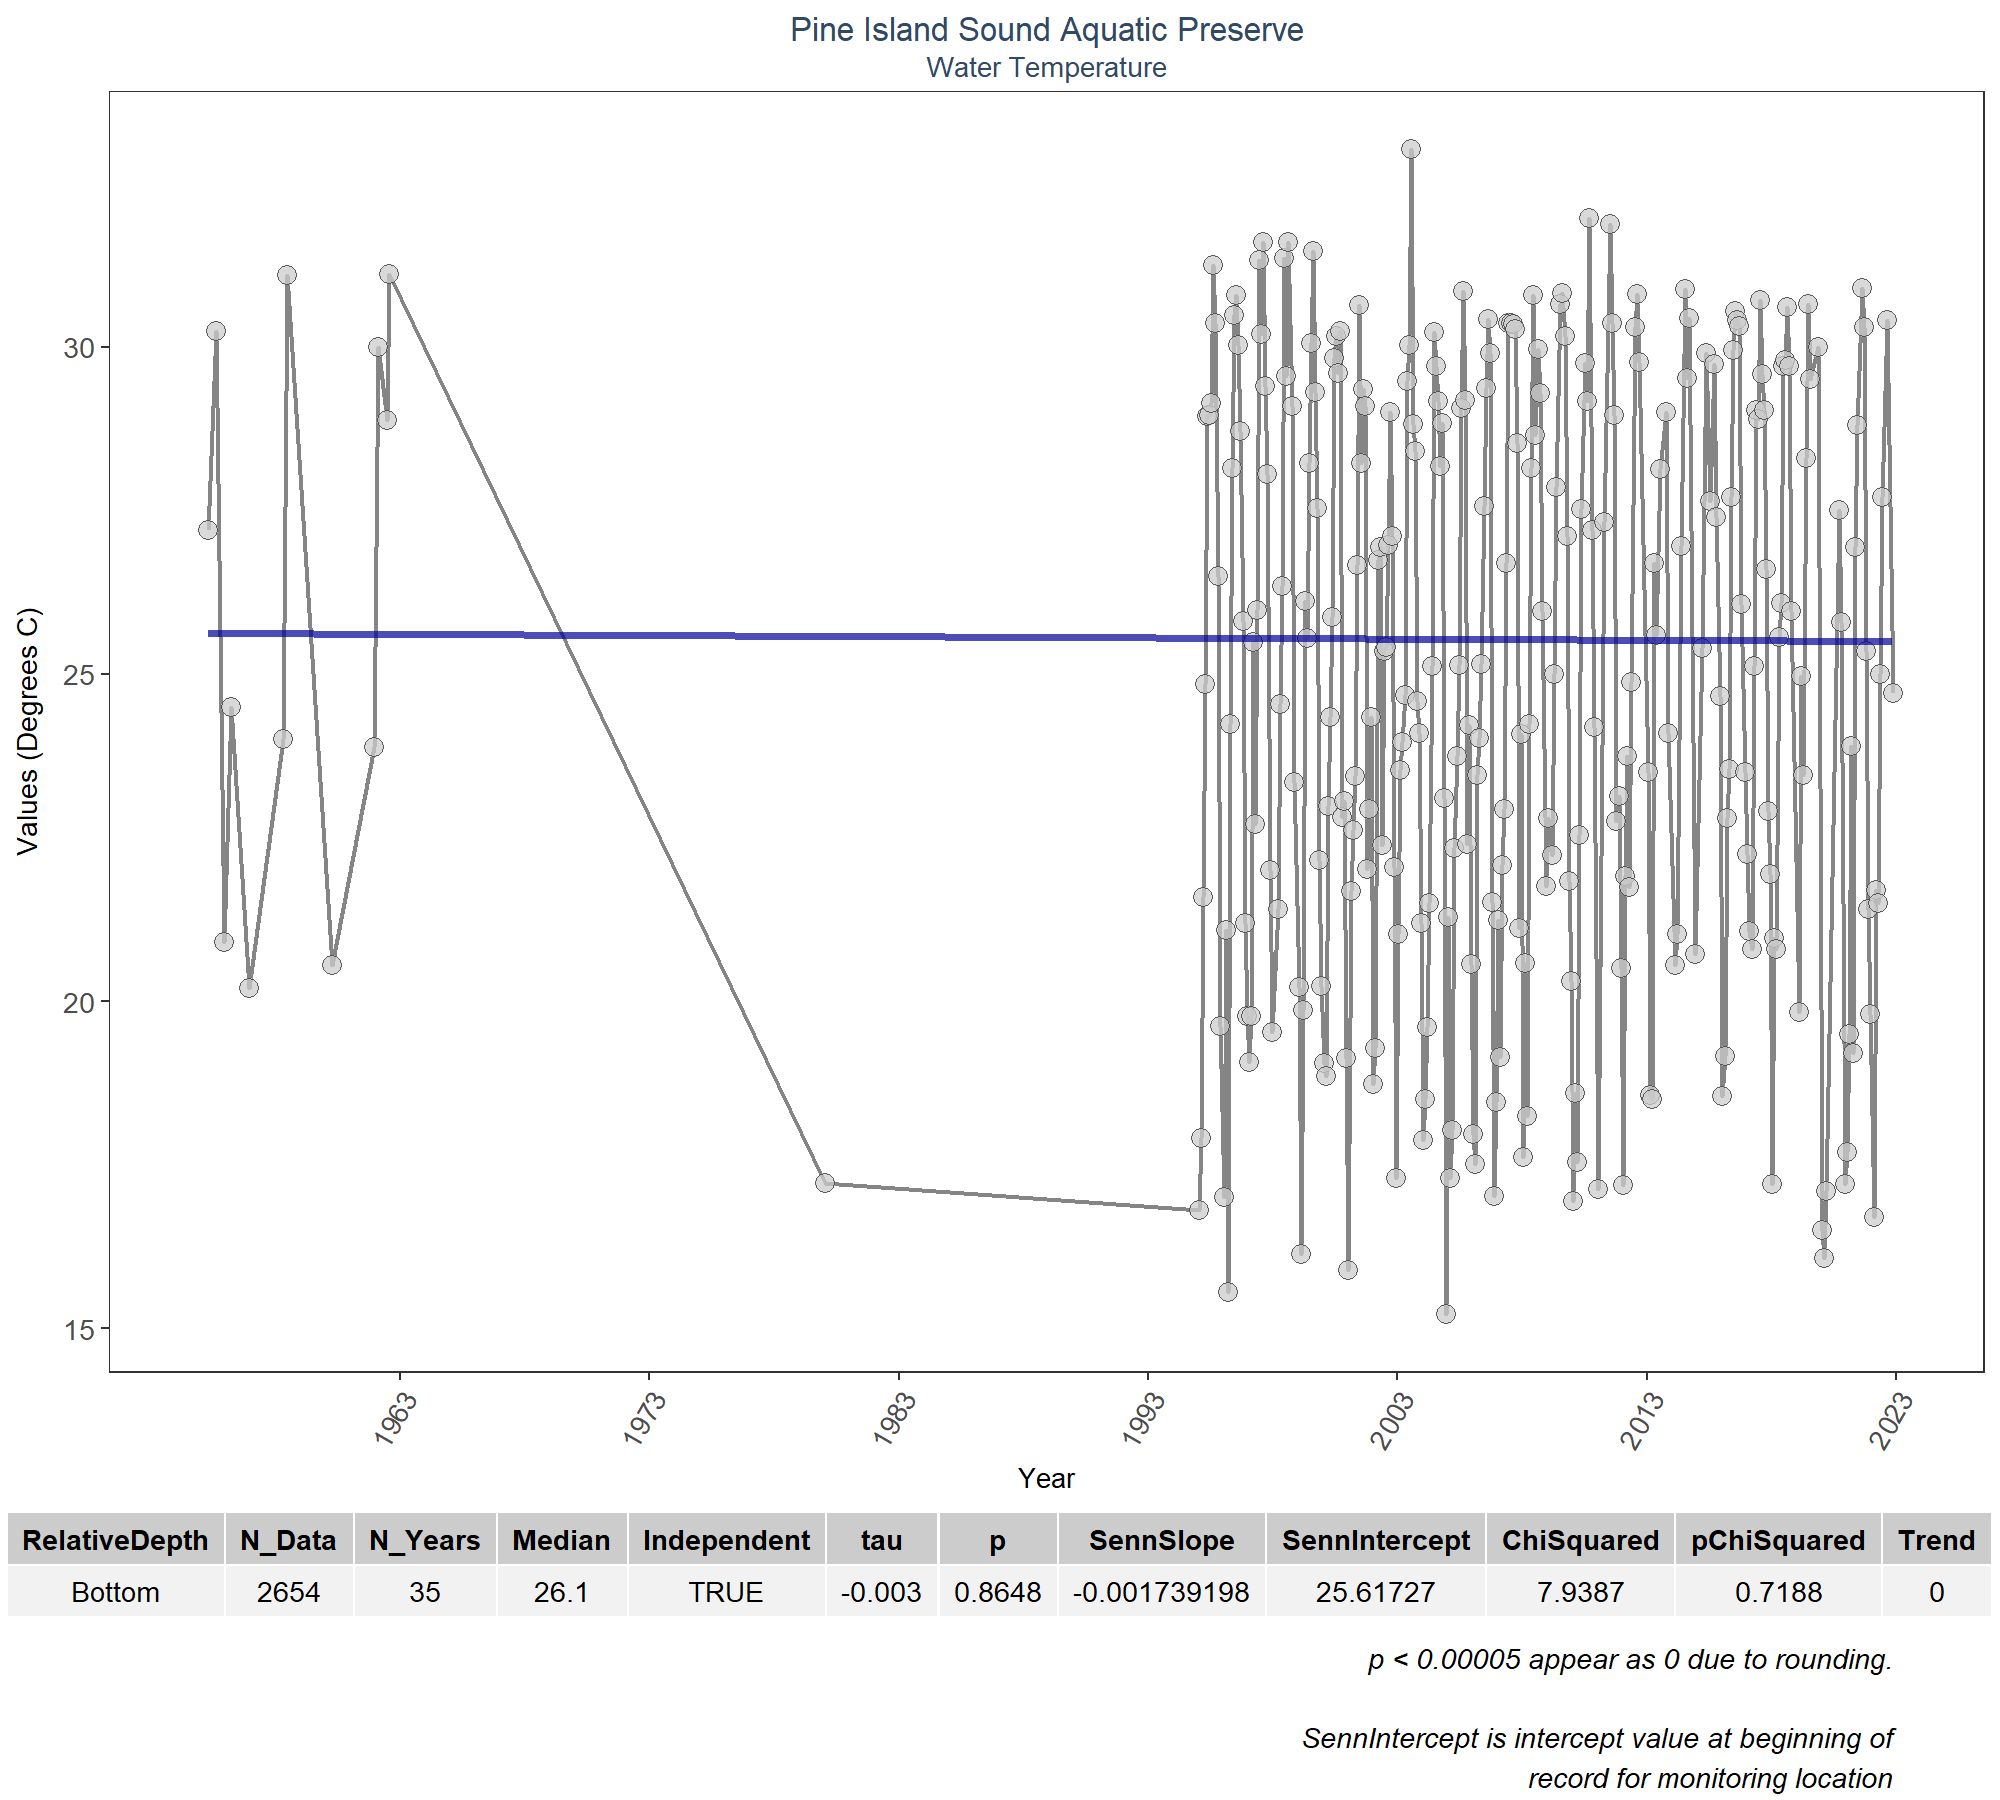 Pine Island Sound Aquatic Preserve
Water Temperature
Values (Degrees C)
30
25
20
15
1963
1973
1983
1993
2003
2013
2023
Year
RelativeDepth N_Data N_Years Median Independent tau p SennSlope SennIntercept ChiSquared pChiSquared Trend
Bottom 2654 35 26.1 TRUE -0.003 0.8648 -0.001739198 25.61727 7.9387 0.7188 0
p < 0.00005 appear as 0 due to rounding.
SennIntercept is intercept value at beginning of
record for monitoring location